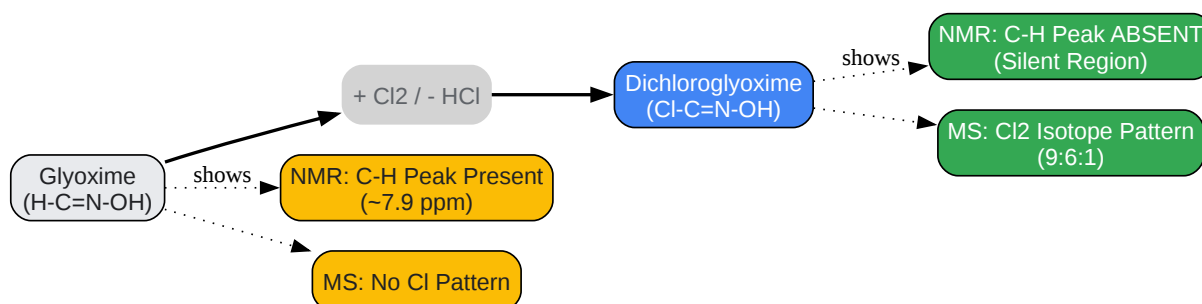 NMR: C-H Peak ABSENT
(Silent Region)
shows
+ Cl2 / - HCl
Dichloroglyoxime
(Cl-C=N-OH)
MS: Cl2 Isotope Pattern
(9:6:1)
Glyoxime
(H-C=N-OH)
shows
NMR: C-H Peak Present
(~7.9 ppm)
MS: No Cl Pattern